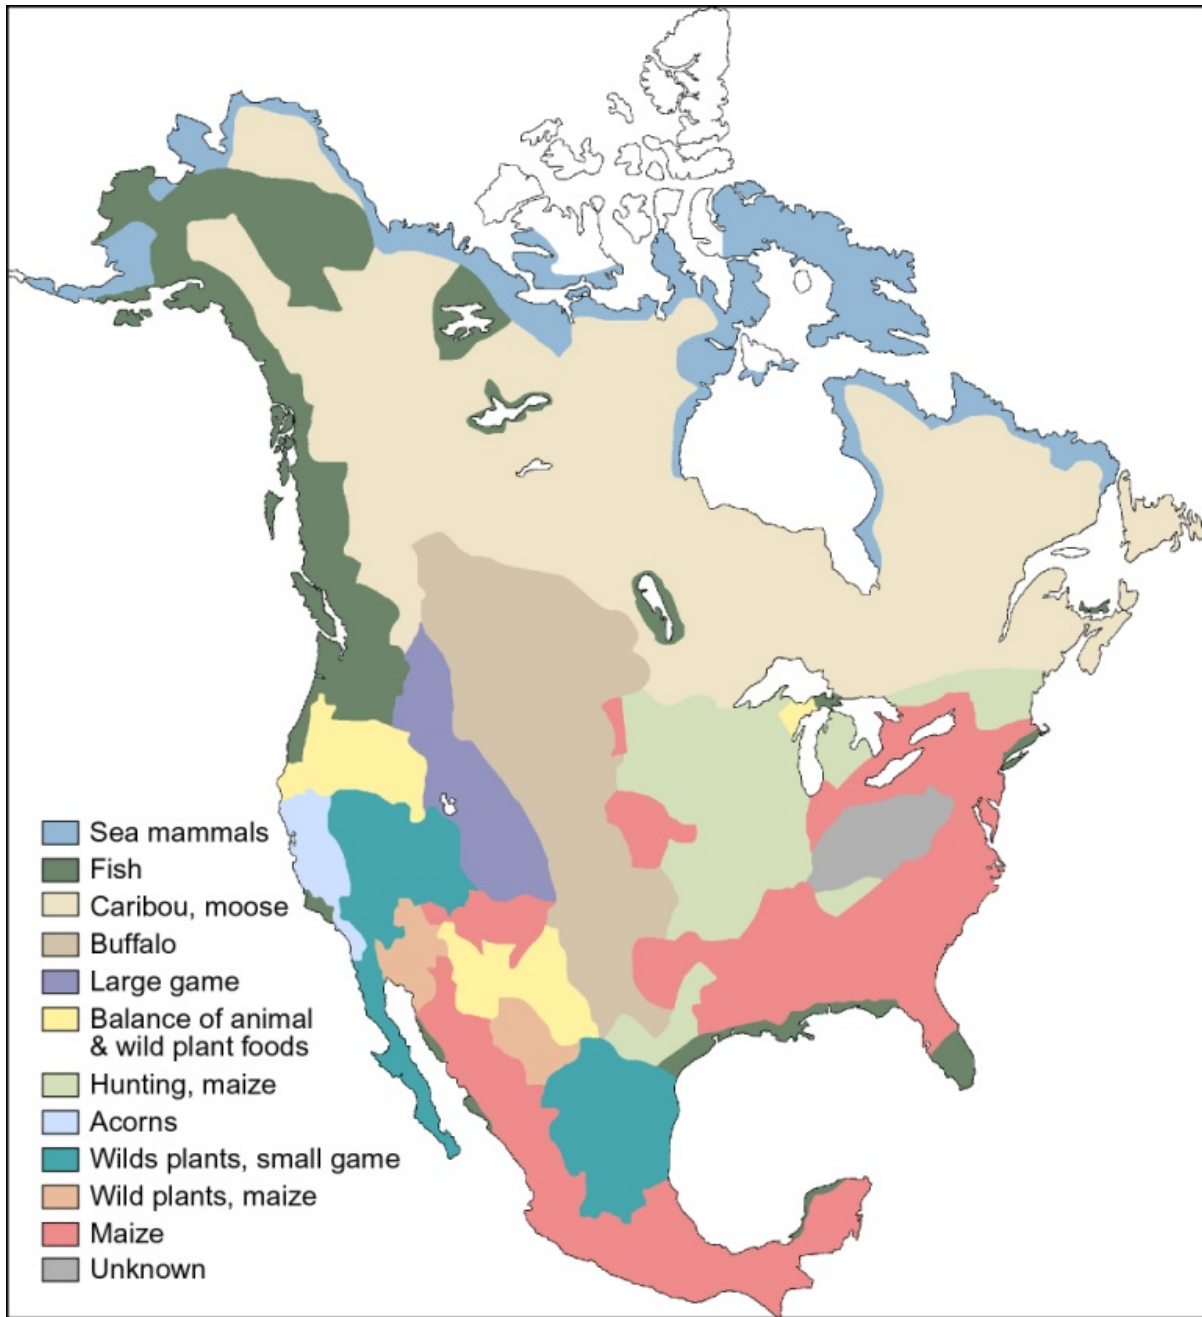 Sea mammals
Fish
Caribou, moose
Buffalo
Large game
Balance of animal
& wild plant foods
Hunting, maize
Acorns
Wilds plants, small game
Wild plants, maize
Maize
Unknown